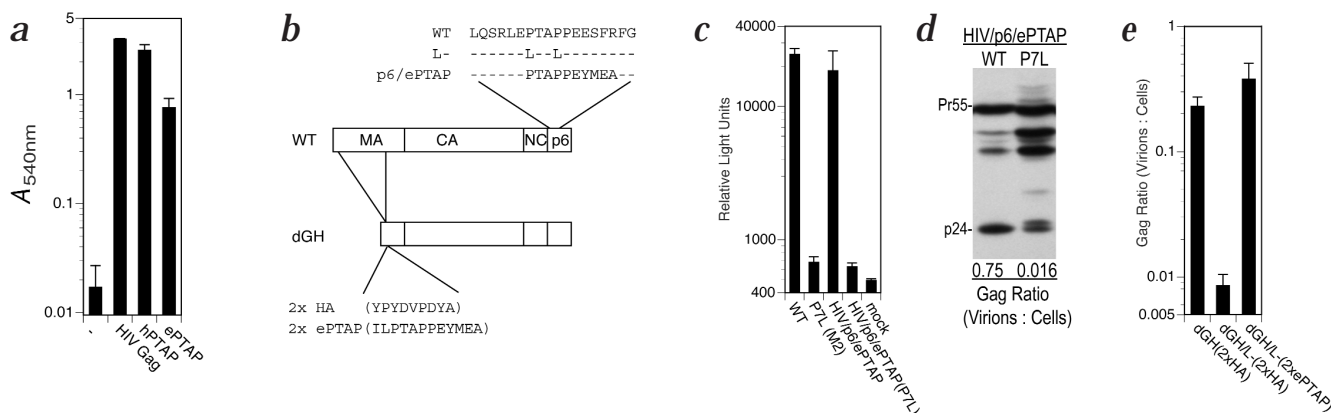 a
A540nm
5
1
0.1
0.01
-
HIV Gag
hPTAP
ePTAP
b
WT LQSRLEPTAPPEESFRFG
L- ------L--L------
p6/ePTAP ------PTAPPEYMEA--
WT MA CA NC p6
dGH
2x HA (YPYDVPDYA)
2x ePTAP(ILPTAPPEYMEA)
c
Relative Light Units
40000
10000
1000
400
WT
P7L (M2)
HIV/p6/ePTAP
HIV/p6/ePTAP(P7L)
mock
d
HIV/p6/ePTAP
WT P7L
Pr55-
p24-
0.75 0.016
Gag Ratio
(Virions : Cells)
e
Gag Ratio (Virions : Cells)
1
0.1
0.01
0.005
dGH(2xHA)
dGH/L-(2xHA)
dGH/L-(2xePTAP)